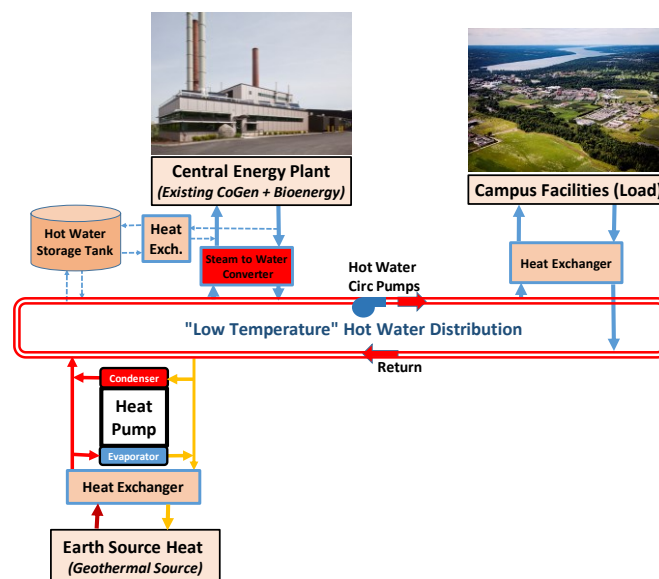 Central Energy Plant
(Existing CoGen + Bioenergy)
Campus Facilities (Load)
Hot Water
Storage Tank
Heat
Exch.
Steam to Water
Converter
Hot Water
Circ Pumps
Heat Exchanger
"Low Temperature" Hot Water Distribution
Return
Condenser
Heat
Pump
Evaporator
Heat Exchanger
Earth Source Heat
(Geothermal Source)